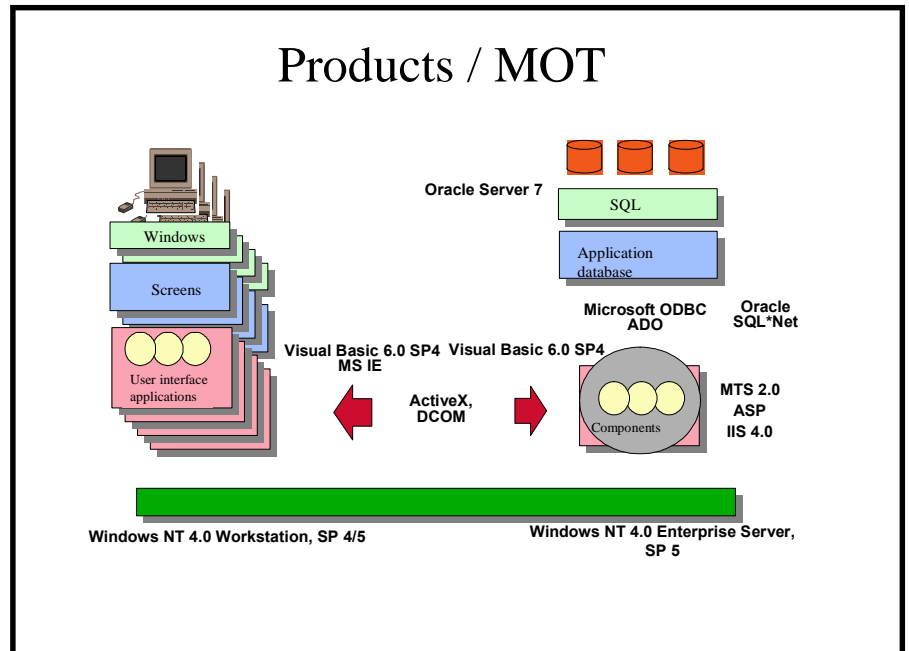 Products / MOT
Oracle Server 7
SQL
Windows
Application
database
Screens
Microsoft ODBC
ADO
Oracle
SQL*Net
Visual Basic 6.0 SP4
MS IE
Visual Basic 6.0 SP4
User interface
applications
ActiveX,
DCOM
Components
MTS 2.0
ASP
IIS 4.0
Windows NT 4.0 Workstation, SP 4/5
Windows NT 4.0 Enterprise Server,
SP 5